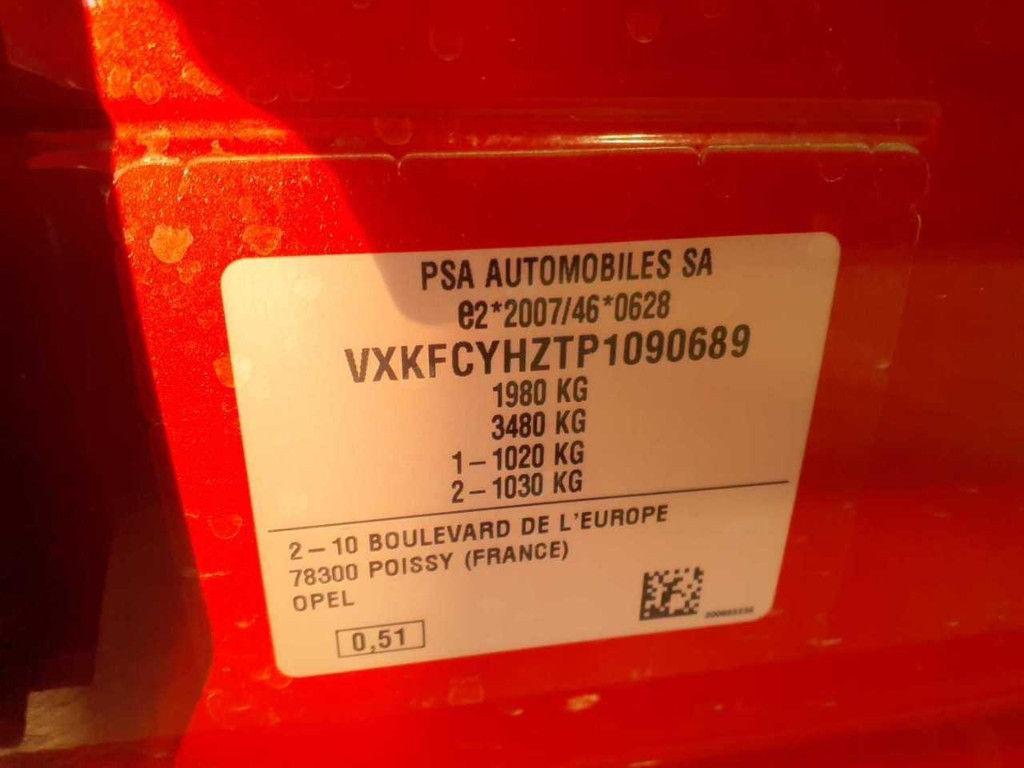 PSA AUTOMOBILES SA
e2*2007/46*0628
VXKFCYHZTP1090689
1980 KG
3480 KG
1–1020 KG
2–1030 KG
2–10 BOULEVARD DE L'EUROPE
78300 POISSY (FRANCE)
OPEL
0,51